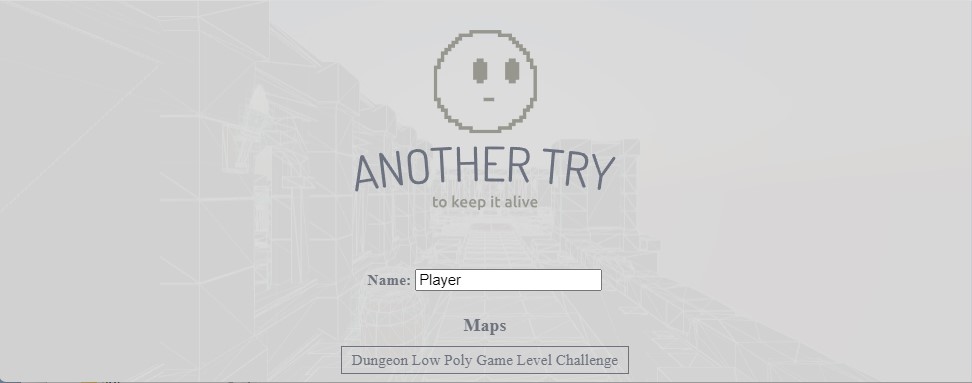 ANOTHER TRY
to keep it alive
Name: Player
Maps
Dungeon Low Poly Game Level Challenge